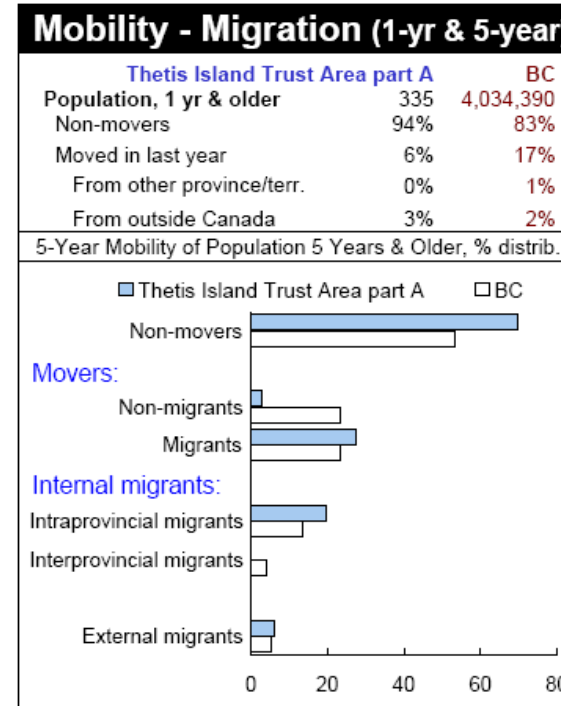 Mobility - Migration (1-yr & 5-year
Thetis Island Trust Area part A BC
Population, 1 yr & older 335 4,034,390
Non-movers 94% 83%
Moved in last year 6% 17%
From other province/terr. 0% 1%
From outside Canada 3% 2%
5-Year Mobility of Population 5 Years & Older, % distrib.
Thetis Island Trust Area part A BC
Non-movers
Movers:
Non-migrants
Migrants
Internal migrants:
Intraprovincial migrants
Interprovincial migrants
External migrants
0 20 40 60 80